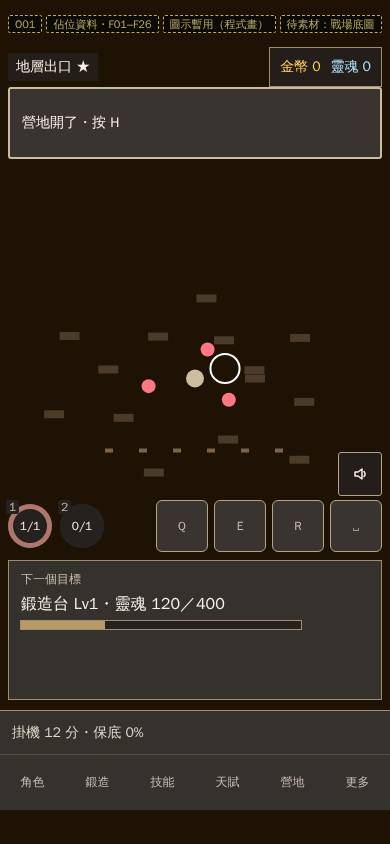 001 佔位資料・F01—F26 圖示暫用（程式畫） 待素材：戰場底圖
地層出口 ★ 金幣 0 靈魂 0
營地開了・按 H
1 1/1 2 0/1 Q E R ⎵
下一個目標
鍛造台 Lv1・靈魂 120／400
掛機 12 分・保底 0%
角色 鍛造 技能 天賦 營地 更多